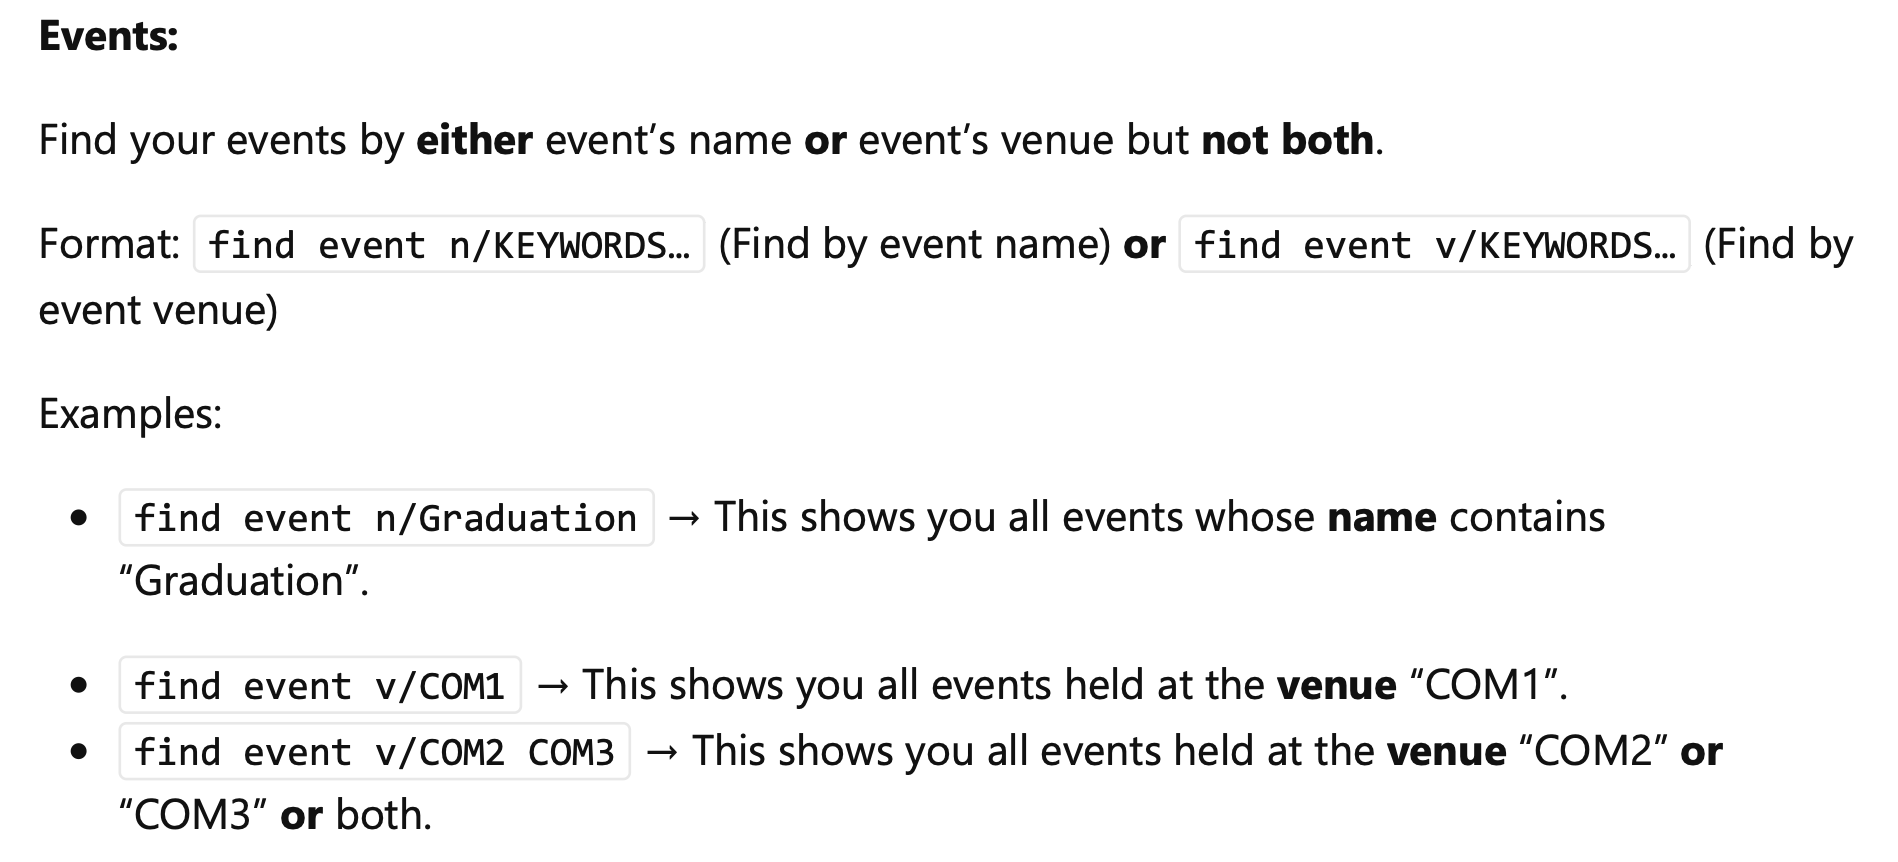 Events:
Find your events by either event’s name or event’s venue but not both.
Format: find event n/KEYWORDS… (Find by event name) or find event v/KEYWORDS… (Find by
event venue)
Examples:
• find event n/Graduation → This shows you all events whose name contains
“Graduation”.
• find event v/COM1 → This shows you all events held at the venue “COM1”.
• find event v/COM2 COM3 → This shows you all events held at the venue “COM2” or
“COM3” or both.